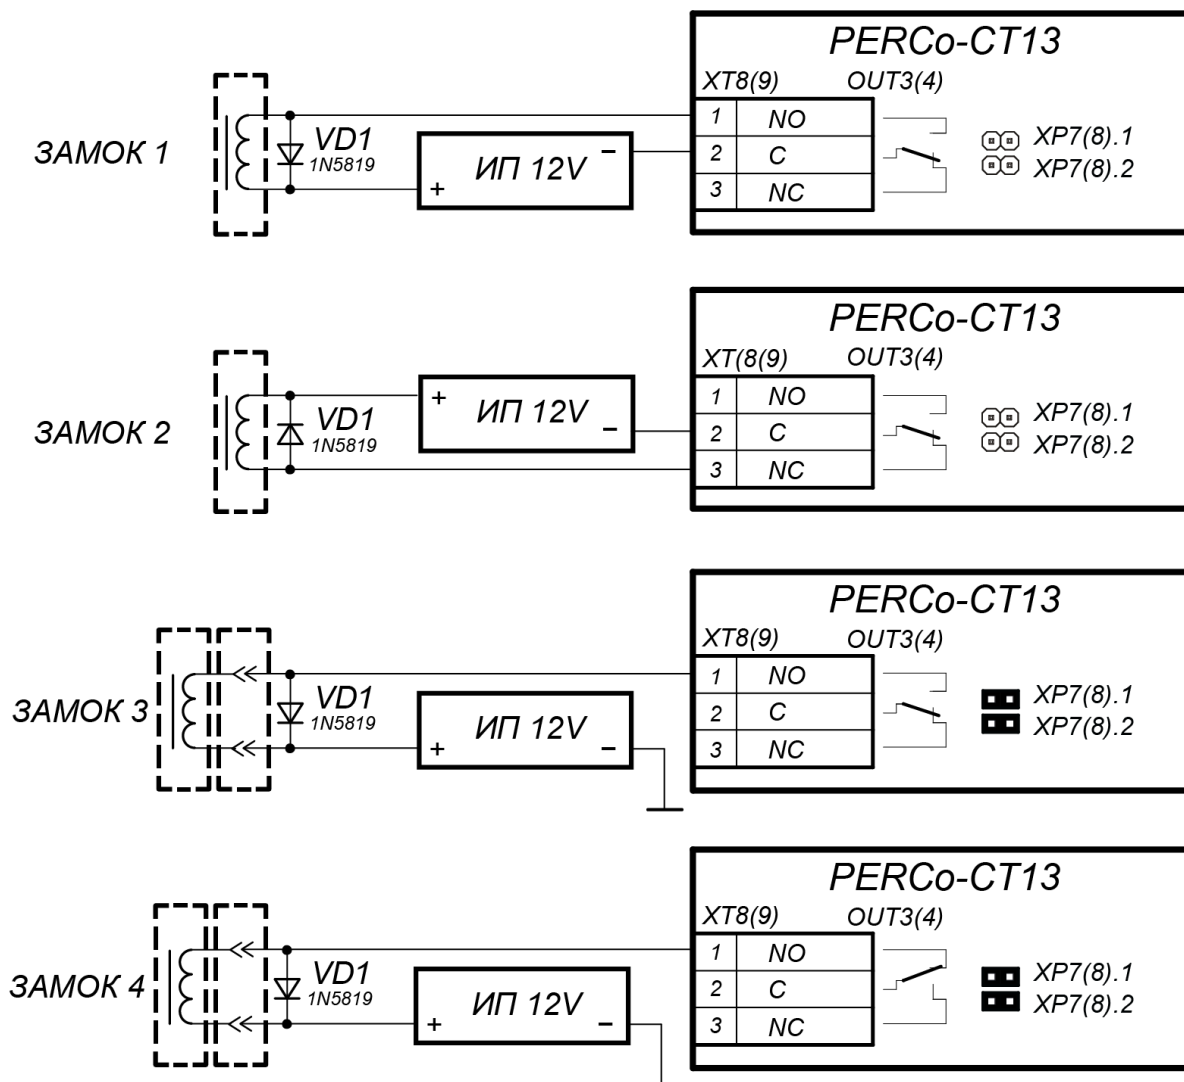 PERCo-CT13
XT8(9) OUT3(4)
ЗАМОК 1
VD1
1N5819
ИП 12V
+
−
1 NO
2 C
3 NC
XP7(8).1
XP7(8).2
PERCo-CT13
XT(8(9) OUT3(4)
ЗАМОК 2
VD1
1N5819
+
ИП 12V
−
1 NO
2 C
3 NC
XP7(8).1
XP7(8).2
PERCo-CT13
XT8(9) OUT3(4)
ЗАМОК 3
VD1
1N5819
ИП 12V
+ −
1 NO
2 C
3 NC
XP7(8).1
XP7(8).2
PERCo-CT13
XT8(9) OUT3(4)
ЗАМОК 4
VD1
1N5819
ИП 12V
+ −
1 NO
2 C
3 NC
XP7(8).1
XP7(8).2